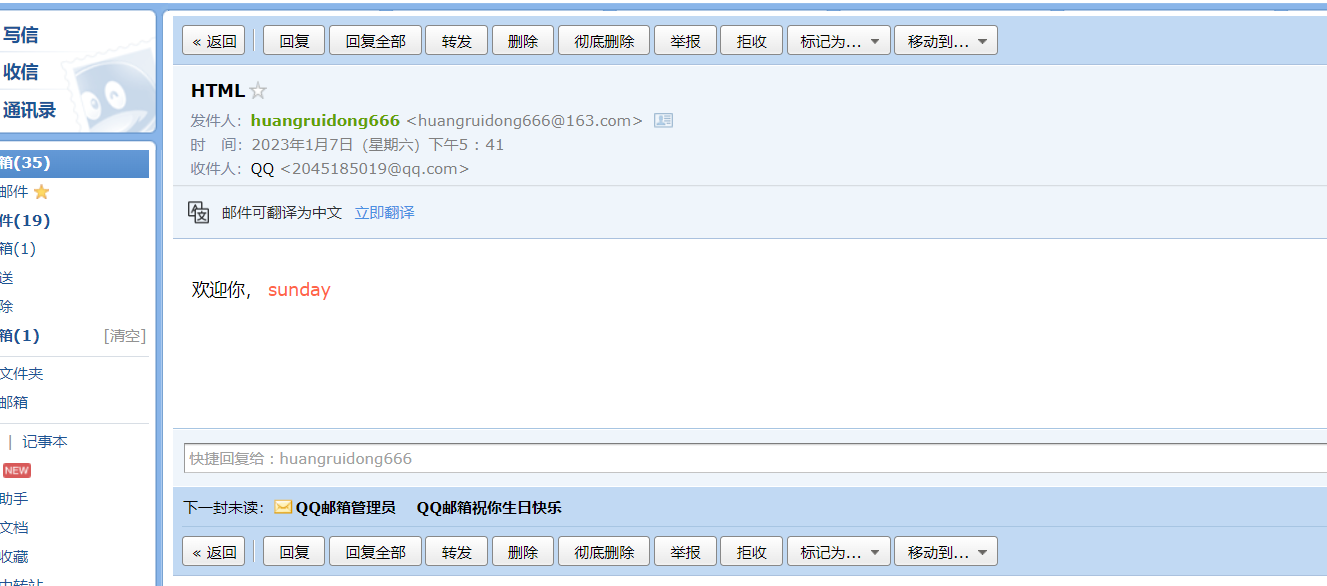 写信
收信
通讯录
箱(35)
邮件
件(19)
箱(1)
送
除
箱(1) [清空]
文件夹
邮箱
| 记事本
NEW
助手
文档
收藏
« 返回 回复 回复全部 转发 删除 彻底删除 举报 拒收 标记为... 移动到...
HTML
发件人：huangruidong666 <huangruidong666@163.com>
时 间：2023年1月7日（星期六）下午5：41
收件人：QQ <2045185019@qq.com>
邮件可翻译为中文 立即翻译
欢迎你， sunday
快捷回复给：huangruidong666
下一封未读： QQ邮箱管理员 QQ邮箱祝你生日快乐
« 返回 回复 回复全部 转发 删除 彻底删除 举报 拒收 标记为... 移动到...